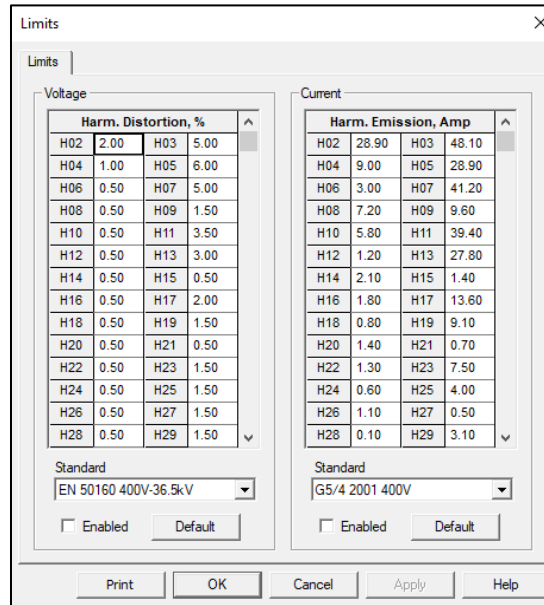 Limits
Limits
Voltage
Harm. Distortion, %
H02 2.00 H03 5.00
H04 1.00 H05 6.00
H06 0.50 H07 5.00
H08 0.50 H09 1.50
H10 0.50 H11 3.50
H12 0.50 H13 3.00
H14 0.50 H15 0.50
H16 0.50 H17 2.00
H18 0.50 H19 1.50
H20 0.50 H21 0.50
H22 0.50 H23 1.50
H24 0.50 H25 1.50
H26 0.50 H27 1.50
H28 0.50 H29 1.50
Standard
EN 50160 400V-36.5kV
Enabled Default
Current
Harm. Emission, Amp
H02 28.90 H03 48.10
H04 9.00 H05 28.90
H06 3.00 H07 41.20
H08 7.20 H09 9.60
H10 5.80 H11 39.40
H12 1.20 H13 27.80
H14 2.10 H15 1.40
H16 1.80 H17 13.60
H18 0.80 H19 9.10
H20 1.40 H21 0.70
H22 1.30 H23 7.50
H24 0.60 H25 4.00
H26 1.10 H27 0.50
H28 0.10 H29 3.10
Standard
G5/4 2001 400V
Enabled Default
Print OK Cancel Apply Help